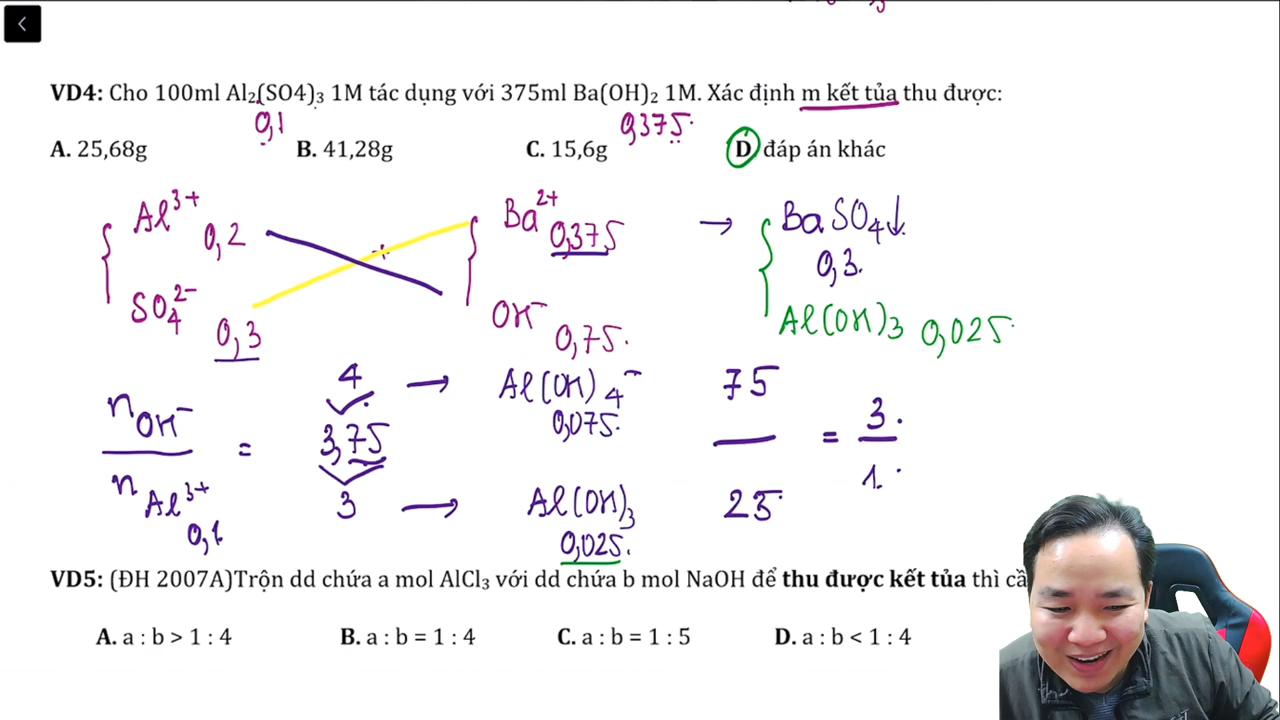 VD4: Cho 100ml Al₂(SO4)₃ 1M tác dụng với 375ml Ba(OH)₂ 1M. Xác định m kết tủa thu được:
0,1 0,375
A. 25,68g B. 41,28g C. 15,6g D đáp án khác
Al³⁺ 0,2 Ba²⁺ 0,375 → BaSO₄↓ 0,3
SO₄²⁻ 0,3 OH⁻ 0,75 Al(OH)₃ 0,025
4 → Al(OH)₄⁻ 75
0,075
nOH⁻ / nAl³⁺ = 3,75 — = 3/1
0,1
3 → Al(OH)₃ 25
0,025
VD5: (ĐH 2007A)Trộn dd chứa a mol AlCl₃ với dd chứa b mol NaOH để thu được kết tủa thì
A. a : b > 1 : 4 B. a : b = 1 : 4 C. a : b = 1 : 5 D. a : b < 1 : 4